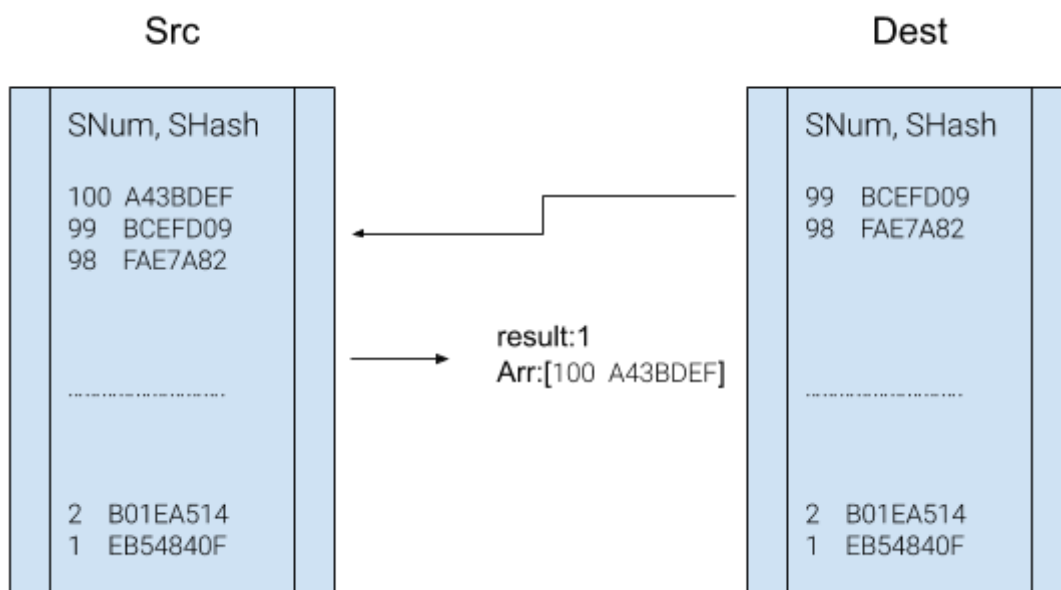 Src
SNum, SHash
100 A43BDEF
99 BCEFD09
98 FAE7A82
........................
2 B01EA514
1 EB54840F
result:1
Arr:[100 A43BDEF]
Dest
SNum, SHash
99 BCEFD09
98 FAE7A82
........................
2 B01EA514
1 EB54840F